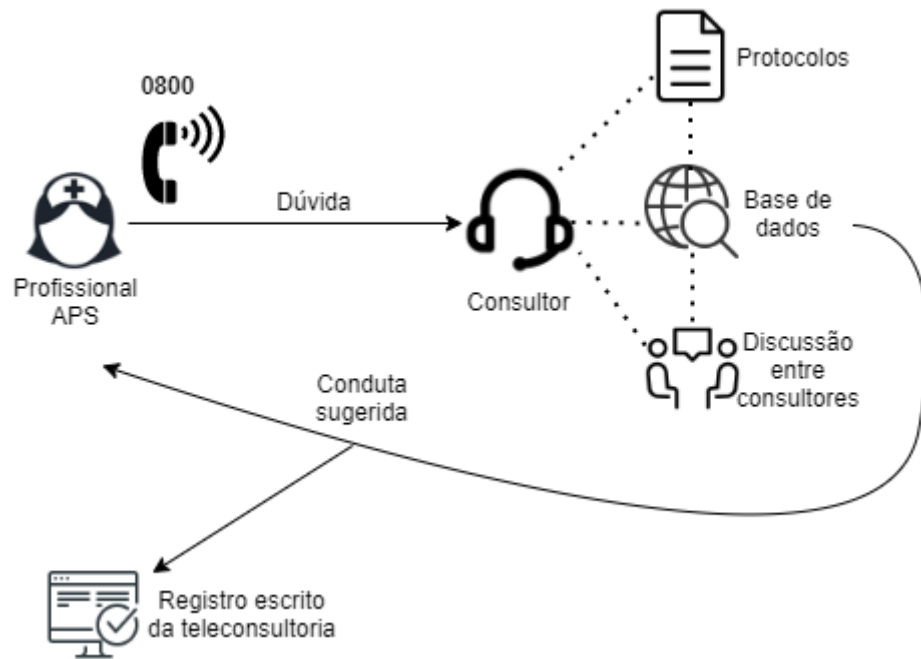 0800
Protocolos
Dúvida
Base de
dados
Profissional
APS
Consultor
Discussão
entre
consultores
Conduta
sugerida
Registro escrito
da teleconsultoria